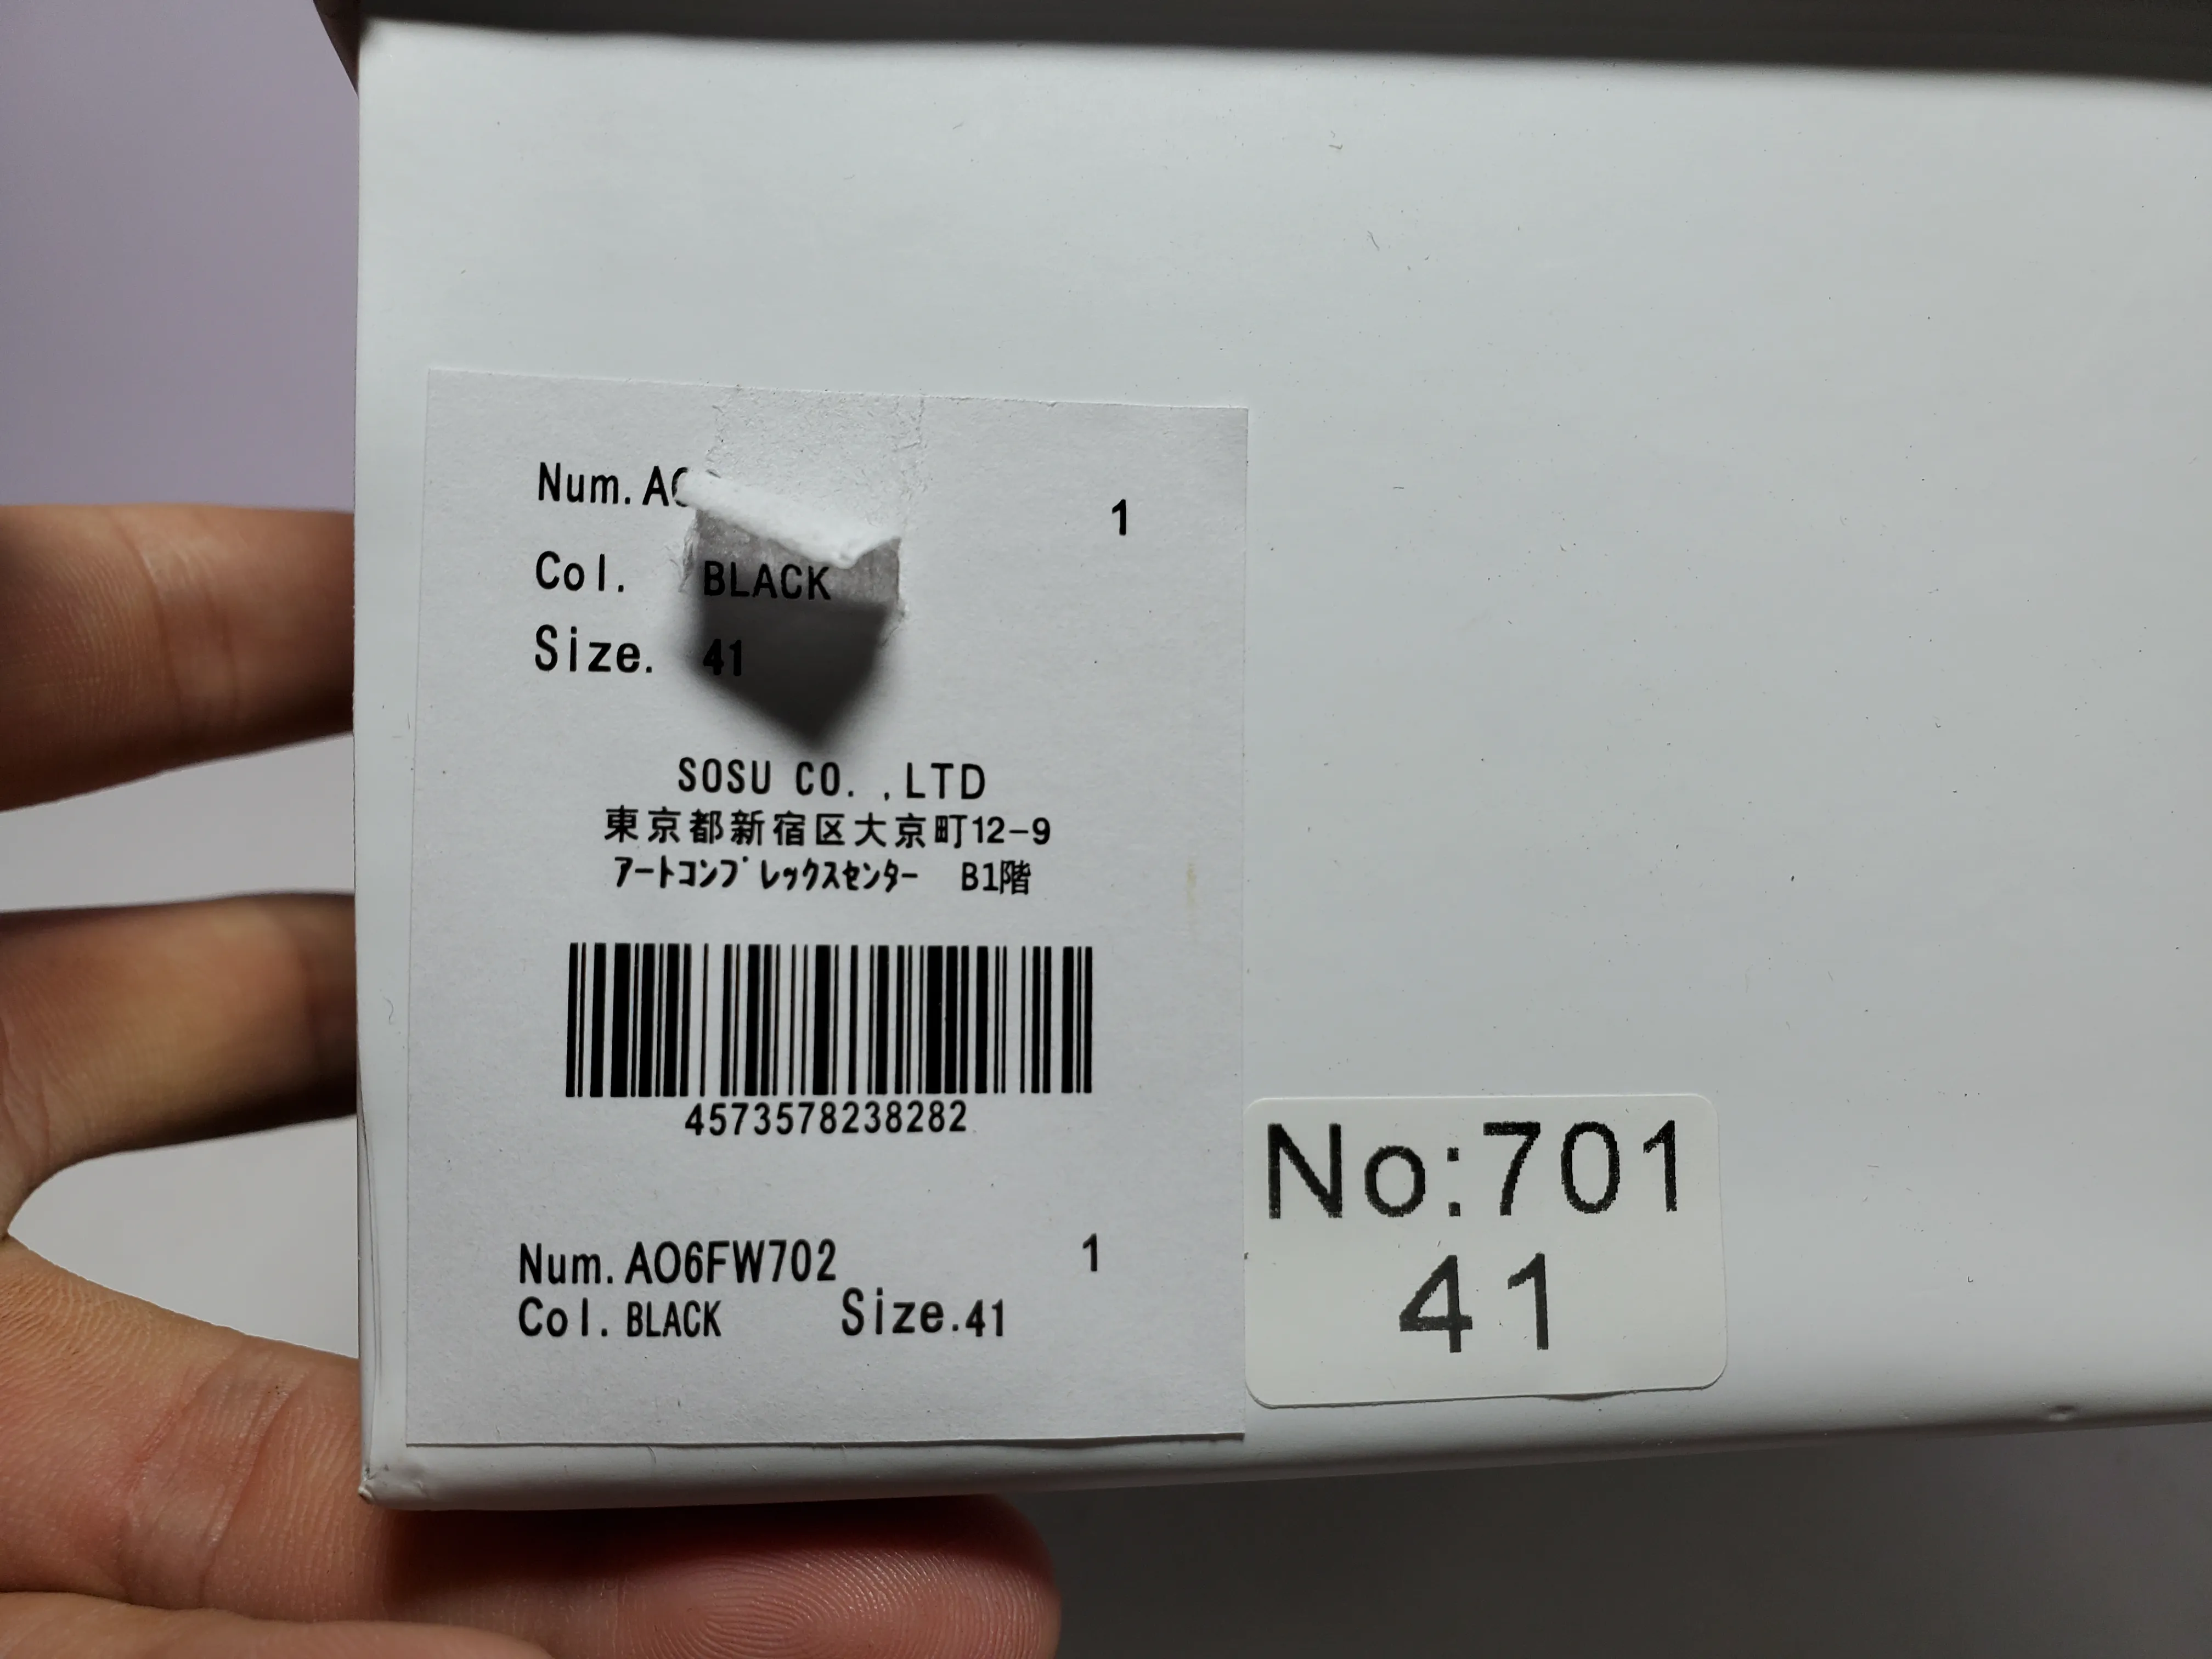 Num. AO
1
Col. BLACK
Size. 41
SOSU CO. ,LTD
東京都新宿区大京町12-9
ｱｰﾄｺﾝﾌﾟﾚｯｸｽｾﾝﾀｰ B1階
4573578238282
Num. AO6FW702 1
Col. BLACK Size. 41
No:701
41